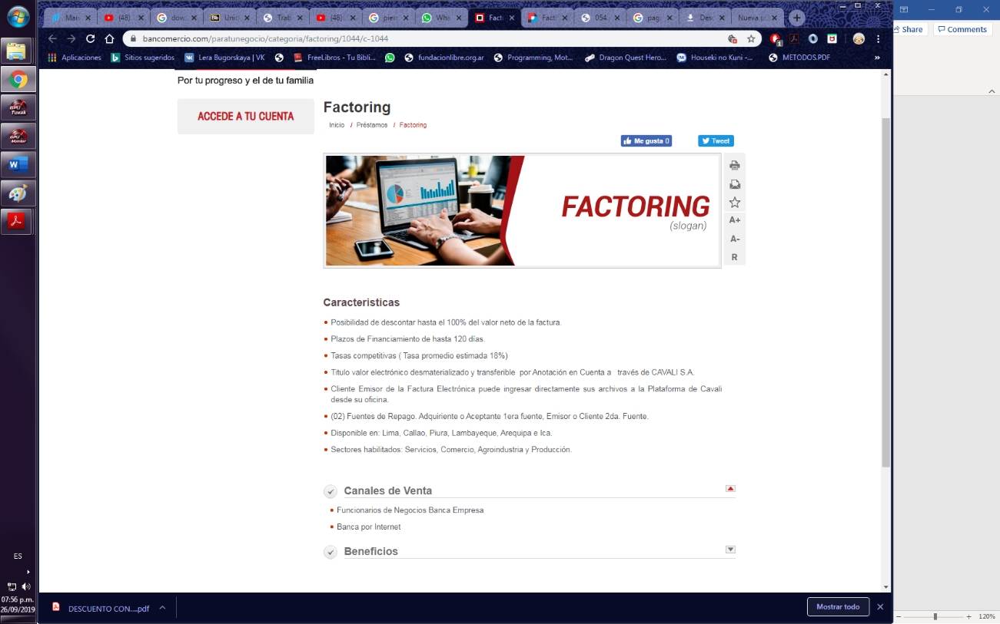 Man
(48)
dow
Unid
Trab
(48)
pier
Wha
Fact
Fact
054
pag
Des
Nueva p
bancomercio.com/paratunegocio/categoria/factoring/1044/c-1044
Share
Comments
Aplicaciones
Sitios sugeridos
Lera Bugorskaya | VK
FreeLibros - Tu Bibli...
fundacionlibre.org.ar
Programming, Mot...
Dragon Quest Hero...
Houseki no Kuni -...
METODOS.PDF
»
Por tu progreso y el de tu familia
ACCEDE A TU CUENTA
Factoring
Inicio / Préstamos / Factoring
Me gusta 0
Tweet
FACTORING
(slogan)
A+
A-
R
Caracteristicas
Posibilidad de descontar hasta el 100% del valor neto de la factura.
Plazos de Financiamiento de hasta 120 días.
Tasas competitivas ( Tasa promedio estimada 18%)
Titulo valor electrónico desmaterializado y transferible por Anotación en Cuenta a través de CAVALI S.A.
Cliente Emisor de la Factura Electrónica puede ingresar directamente sus archivos a la Plataforma de Cavali
desde su oficina.
(02) Fuentes de Repago. Adquiriente o Aceptante 1era fuente, Emisor o Cliente 2da. Fuente.
Disponible en: Lima, Callao, Piura, Lambayeque, Arequipa e Ica.
Sectores habilitados: Servicios, Comercio, Agroindustria y Producción.
Canales de Venta
Funcionarios de Negocios Banca Empresa
Banca por Internet
Beneficios
ES
07:56 p.m.
26/09/2019
DESCUENTO CON....pdf
Mostrar todo
120%